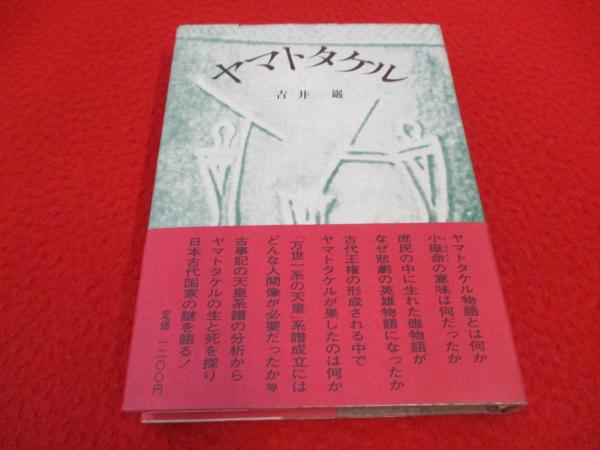 ヤマトタケル
吉井 巌
ヤマトタケル物語とは何か
小碓命の意味は何だったか
庶民の中に生れた碓物語が
なぜ悲劇の英雄物語になったか
古代王権の形成される中で
ヤマトタケルが果したのは何か
「万世一系の天皇」系譜成立には
どんな人間像が必要だったか等
古事記の天皇系譜の分析から
ヤマトタケルの生と死を探り
日本古代国家の謎を語る!
定価 一二〇〇円